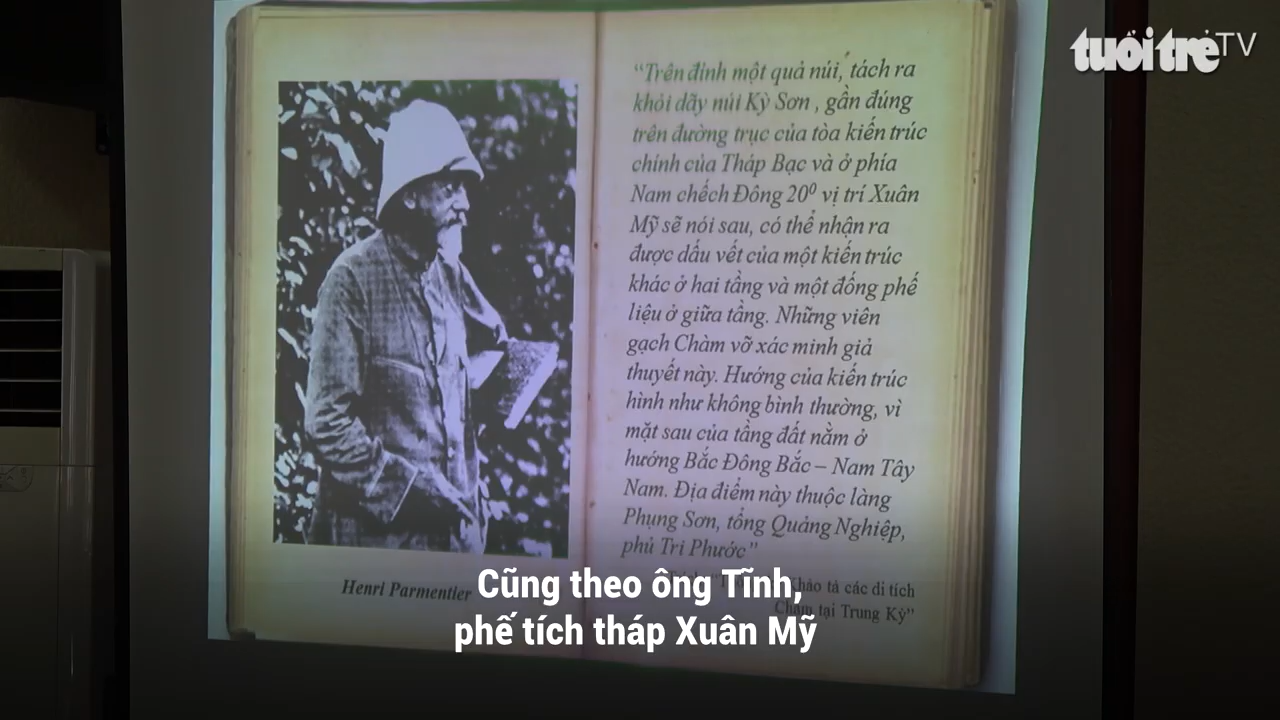 tuổi trẻ TV
“Trên đỉnh một quả núi, tách ra
khỏi dãy núi Kỳ Sơn , gần đúng
trên đường trục của tòa kiến trúc
chính của Tháp Bạc và ở phía
Nam chếch Đông 20⁰ vị trí Xuân
Mỹ sẽ nói sau, có thể nhận ra
được dấu vết của một kiến trúc
khác ở hai tầng và một đống phế
liệu ở giữa tầng. Những viên
gạch Chàm vỡ xác minh giả
thuyết này. Hướng của kiến trúc
hình như không bình thường, vì
mặt sau của tầng đất nằm ở
hướng Bắc Đông Bắc – Nam Tây
Nam. Địa điểm này thuộc làng
Phụng Sơn, tổng Quảng Nghiệp,
phủ Tri Phước”
Khảo tả các di tích
Chàm tại Trung Kỳ”
Henri Parmentier
Cũng theo ông Tĩnh,
phế tích tháp Xuân Mỹ